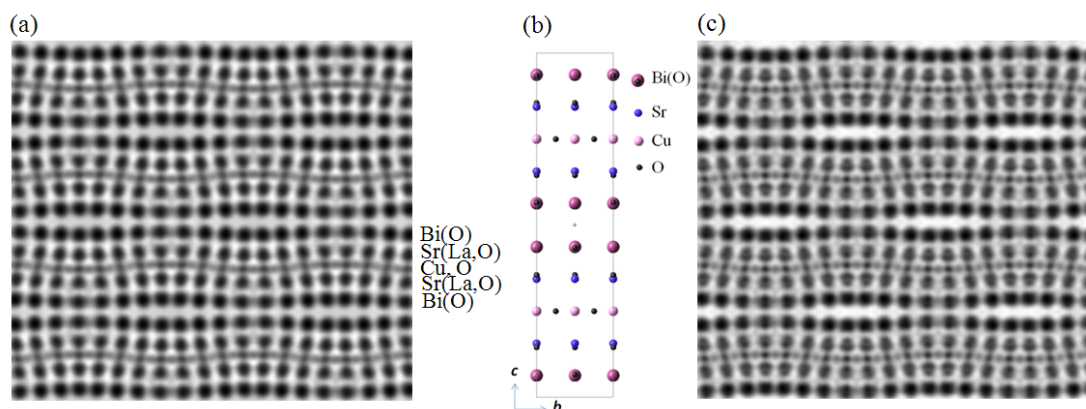 (a)
(b)
(c)
Bi(O)
Sr
Cu
O
Bi(O)
Sr(La,O)
Cu, O
Sr(La,O)
Bi(O)
c
b